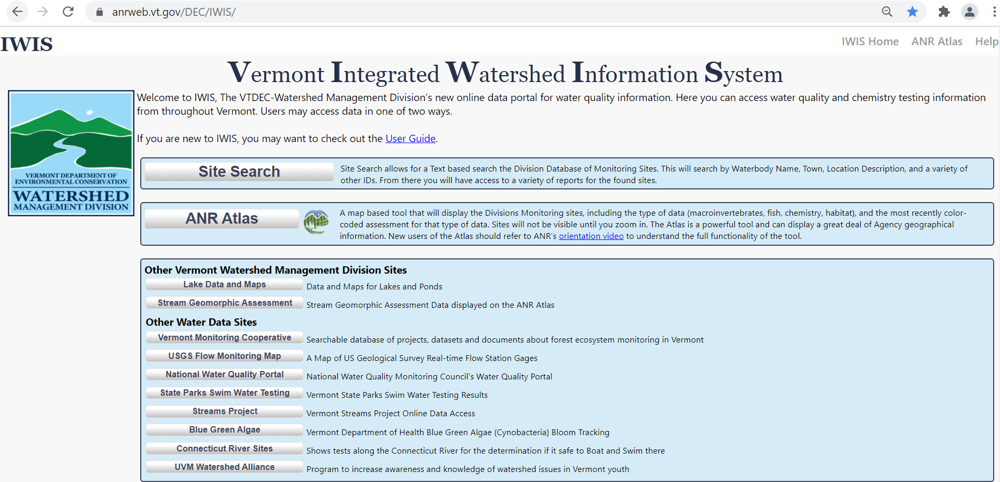 anrweb.vt.gov/DEC/IWIS/
IWIS
IWIS Home ANR Atlas Help
Vermont Integrated Watershed Information System
Welcome to IWIS, The VTDEC-Watershed Management Division's new online data portal for water quality information. Here you can access water quality and chemistry testing information
from throughout Vermont. Users may access data in one of two ways.
If you are new to IWIS, you may want to check out the User Guide.
VERMONT DEPARTMENT OF
ENVIRONMENTAL CONSERVATION
WATERSHED
MANAGEMENT DIVISION
Site Search
Site Search allows for a Text based search the Division Database of Monitoring Sites. This will search by Waterbody Name, Town, Location Description, and a variety of
other IDs. From there you will have access to a variety of reports for the found sites.
ANR Atlas
A map based tool that will display the Divisions Monitoring sites, including the type of data (macroinvertebrates, fish, chemistry, habitat), and the most recently color-
coded assessment for that type of data. Sites will not be visible until you zoom in. The Atlas is a powerful tool and can display a great deal of Agency geographical
information. New users of the Atlas should refer to ANR's orientation video to understand the full functionality of the tool.
Other Vermont Watershed Management Division Sites
Lake Data and Maps Data and Maps for Lakes and Ponds
Stream Geomorphic Assessment Stream Geomorphic Assessment Data displayed on the ANR Atlas
Other Water Data Sites
Vermont Monitoring Cooperative Searchable database of projects, datasets and documents about forest ecosystem monitoring in Vermont
USGS Flow Monitoring Map A Map of US Geological Survey Real-time Flow Station Gages
National Water Quality Portal National Water Quality Monitoring Council's Water Quality Portal
State Parks Swim Water Testing Vermont State Parks Swim Water Testing Results
Streams Project Vermont Streams Project Online Data Access
Blue Green Algae Vermont Department of Health Blue Green Algae (Cynobacteria) Bloom Tracking
Connecticut River Sites Shows tests along the Connecticut River for the determination if it safe to Boat and Swim there
UVM Watershed Alliance Program to increase awareness and knowledge of watershed issues in Vermont youth